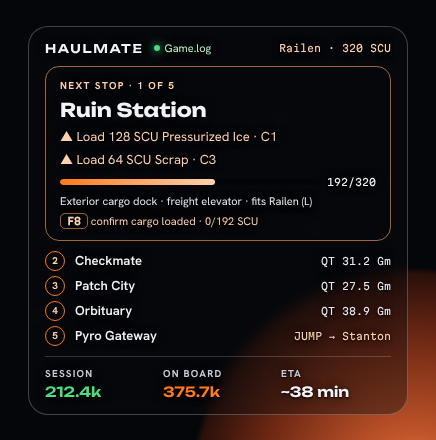 HAULMATE Game.log Railen · 320 SCU
NEXT STOP · 1 OF 5
Ruin Station
▲ Load 128 SCU Pressurized Ice · C1
▲ Load 64 SCU Scrap · C3
192/320
Exterior cargo dock · freight elevator · fits Railen (L)
F8 confirm cargo loaded · 0/192 SCU
2 Checkmate QT 31.2 Gm
3 Patch City QT 27.5 Gm
4 Orbituary QT 38.9 Gm
5 Pyro Gateway JUMP → Stanton
SESSION ON BOARD ETA
212.4k 375.7k ~38 min